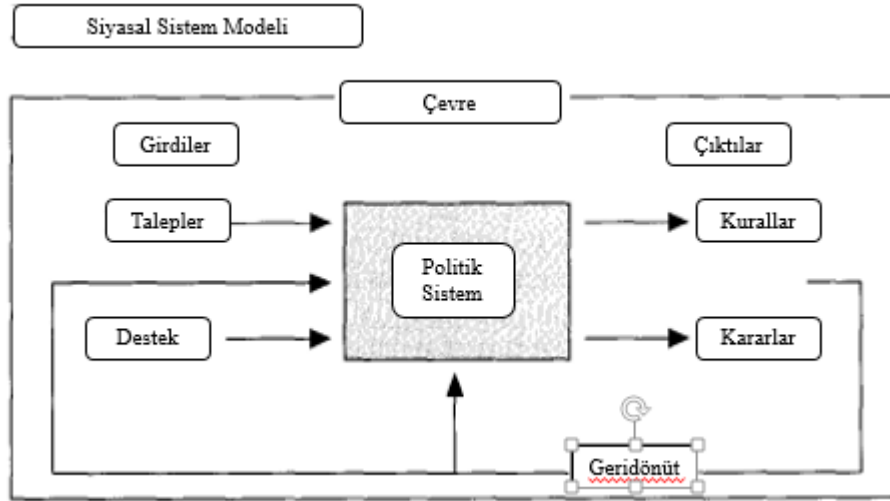 Siyasal Sistem Modeli
Çevre
Girdiler
Çıktılar
Talepler
Kurallar
Politik
Sistem
Destek
Kararlar
Geridönüt